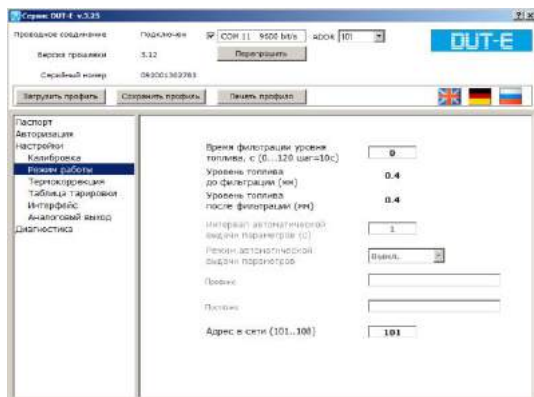 Сервис DUT-E v.3.25
Проводное соединение Подключен COM 11 9600 bit/s ADDR 101
DUT-E
Версия прошивки 3.12 Перепрошить
Серийный номер 092001302763
Загрузить профиль Сохранить профиль Печать профиля
Паспорт
Авторизация
Настройки
Калибровка
Режим работы
Термокоррекция
Таблица тарировки
Интерфейс
Аналоговый выход
Диагностика
Время фильтрации уровня
топлива, с (0...120 шаг=10с) 0
Уровень топлива
до фильтрации (мм) 0.4
Уровень топлива
после фильтрации (мм) 0.4
Интервал автоматической
выдачи параметров (с) 1
Режим автоматической
выдачи параметров Выкл.
Префикс
Постфикс
Адрес в сети (101..108) 101